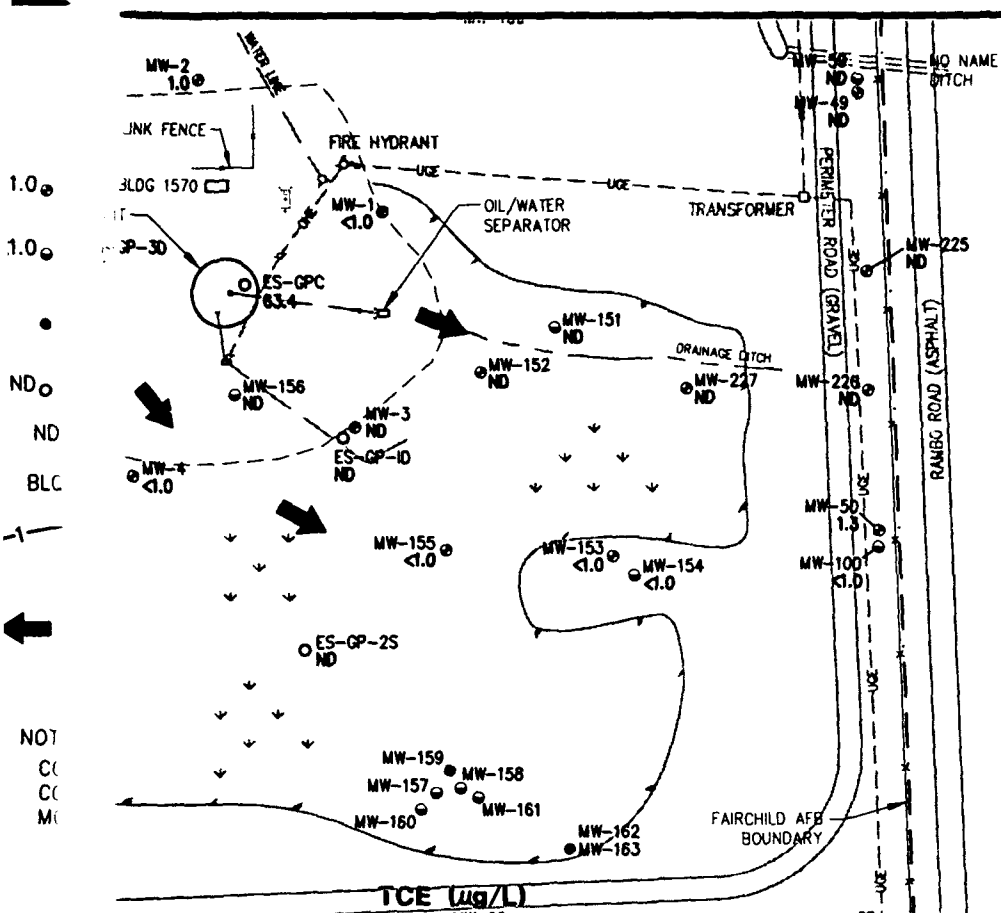 MW-2
1.0
WATER LINE
NO NAME
DITCH
ND
MW-49
ND
FENCE
FIRE HYDRANT
UGE
UGE
1.0
BLDG 1570
MW-1
<1.0
OIL/WATER
SEPARATOR
TRANSFORMER
PERIMETER ROAD (GRAVEL)
UGE
MW-225
ND
1.0
ES-GPC
63.4
MW-151
ND
DRAINAGE DITCH
MW-152
ND
MW-227
ND
MW-226
ND
RAMBO ROAD (ASPHALT)
ND
MW-156
ND
MW-3
ND
ES-GP-1D
ND
ND
MW-4
<1.0
UGE
MW-50
1.3
MW-155
<1.0
MW-153
<1.0
MW-154
<1.0
MW-100
<1.0
ES-GP-2S
ND
UGE
MW-159
MW-158
MW-157
MW-161
MW-160
MW-162
MW-163
FAIRCHILD AFB
BOUNDARY
UGE
TCE (µg/L)